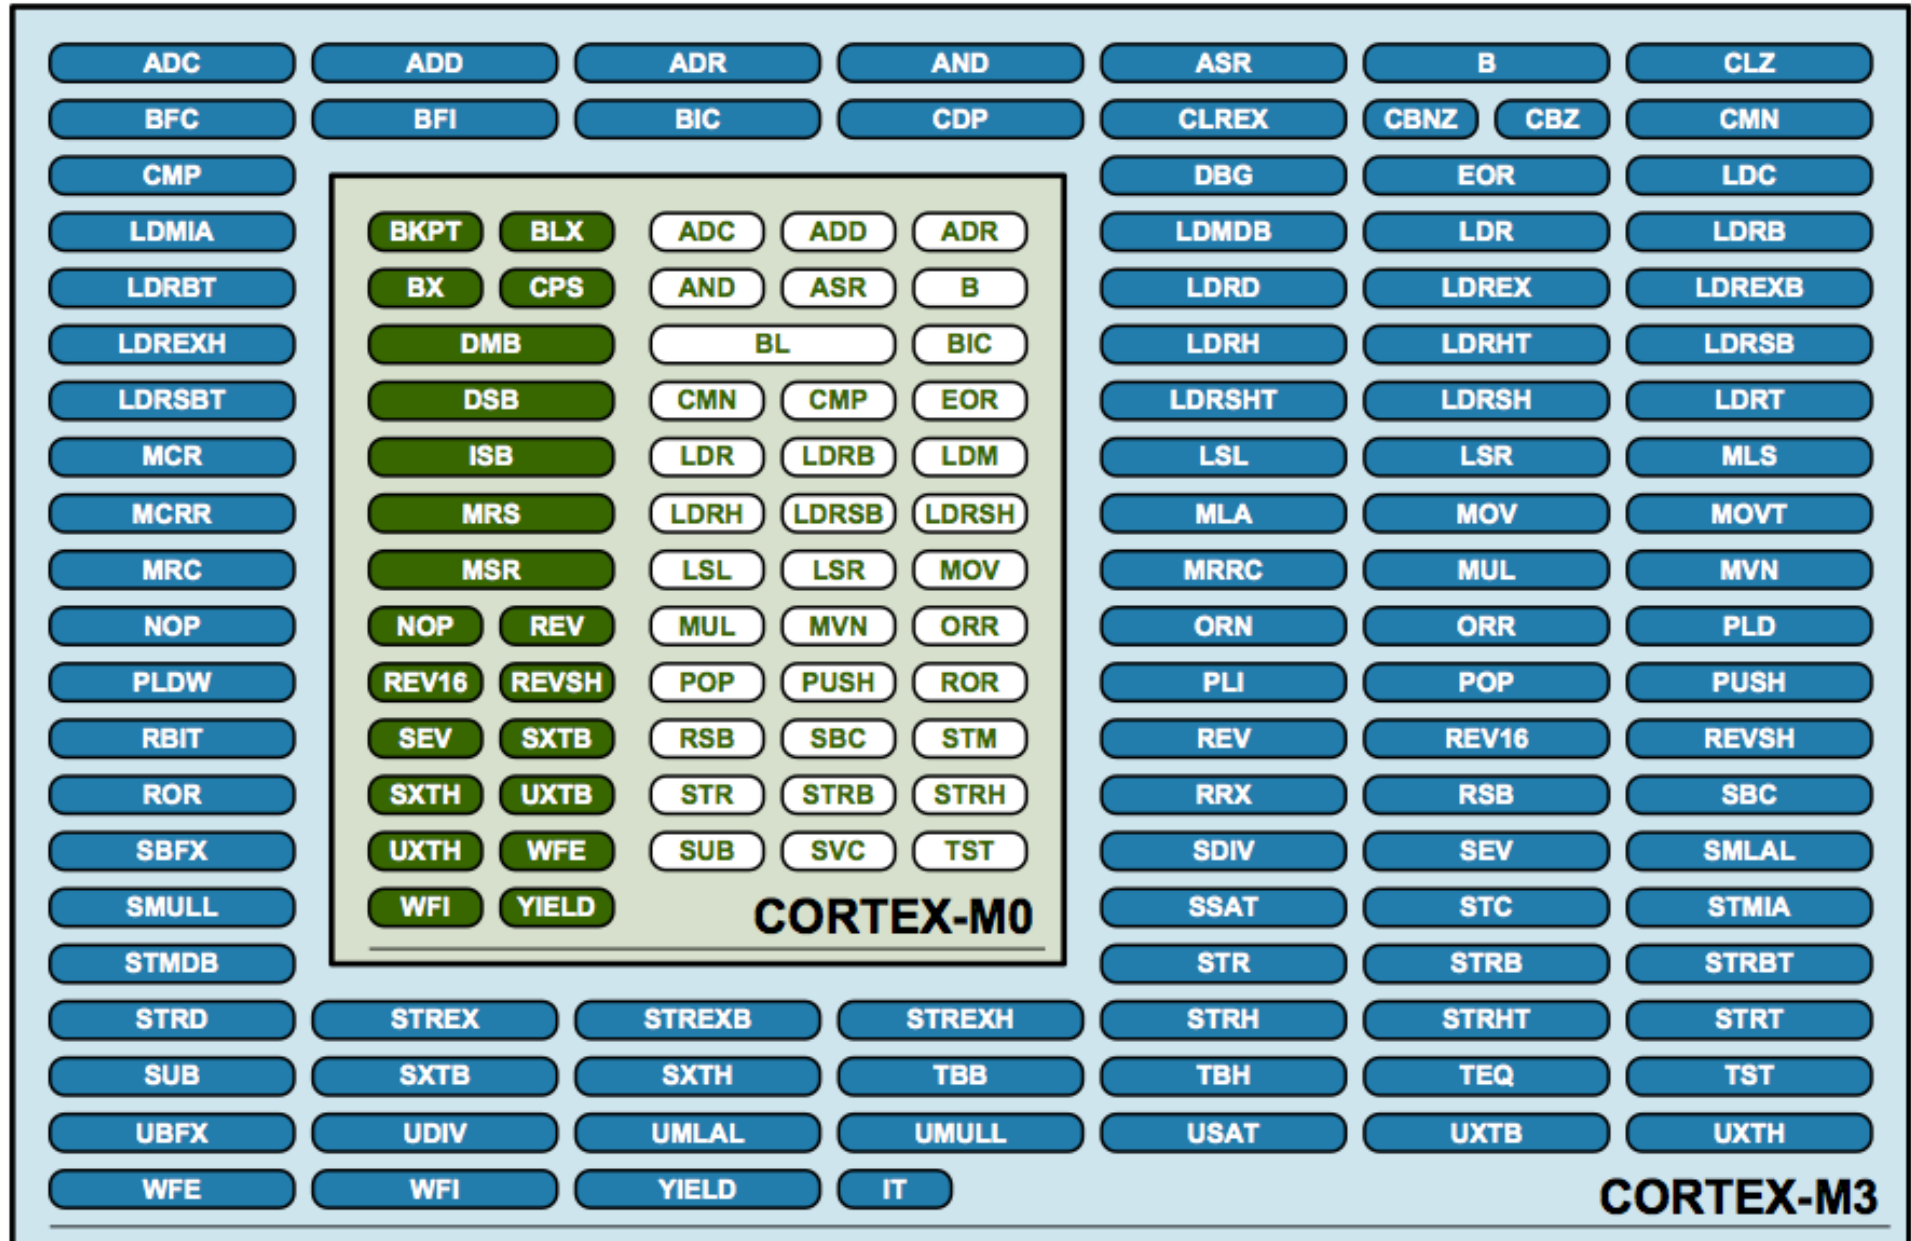 ADC ADD ADR AND ASR B CLZ
BFC BFI BIC CDP CLREX CBNZ CBZ CMN
CMP DBG EOR LDC
LDMIA BKPT BLX ADC ADD ADR LDMDB LDR LDRB
LDRBT BX CPS AND ASR B LDRD LDREX LDREXB
LDREXH DMB BL BIC LDRH LDRHT LDRSB
LDRSBT DSB CMN CMP EOR LDRSHT LDRSH LDRT
MCR ISB LDR LDRB LDM LSL LSR MLS
MCRR MRS LDRH LDRSB LDRSH MLA MOV MOVT
MRC MSR LSL LSR MOV MRRC MUL MVN
NOP NOP REV MUL MVN ORR ORN ORR PLD
PLDW REV16 REVSH POP PUSH ROR PLI POP PUSH
RBIT SEV SXTB RSB SBC STM REV REV16 REVSH
ROR SXTH UXTB STR STRB STRH RRX RSB SBC
SBFX UXTH WFE SUB SVC TST SDIV SEV SMLAL
SMULL WFI YIELD CORTEX-M0 SSAT STC STMIA
STMDB STR STRB STRBT
STRD STREX STREXB STREXH STRH STRHT STRT
SUB SXTB SXTH TBB TBH TEQ TST
UBFX UDIV UMLAL UMULL USAT UXTB UXTH
WFE WFI YIELD IT CORTEX-M3